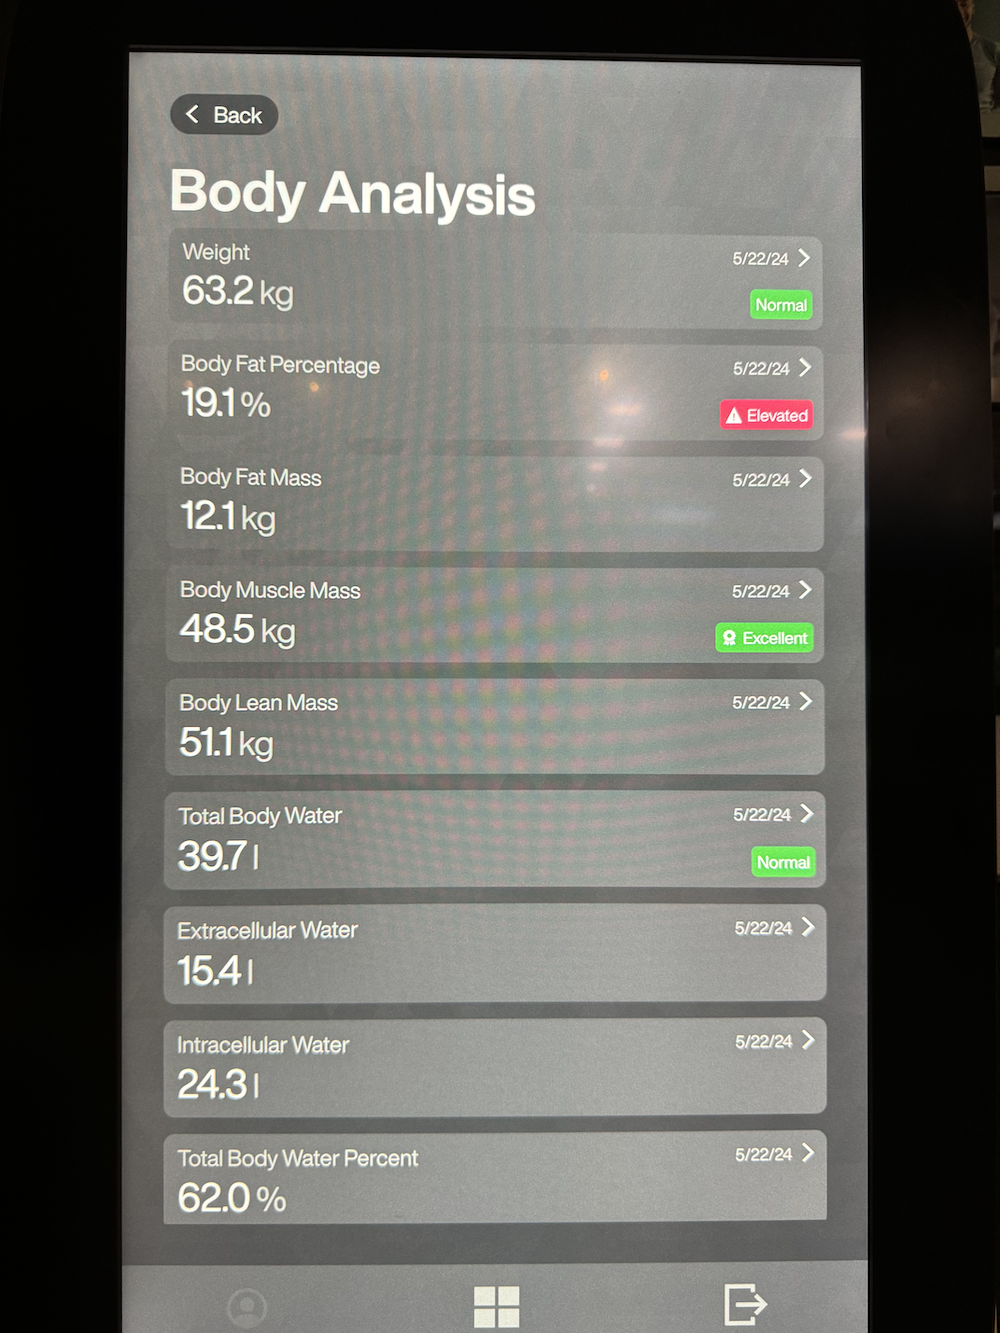 Back
Body Analysis
Weight
5/22/24
63.2 kg
Normal
Body Fat Percentage
5/22/24
19.1 %
Elevated
Body Fat Mass
5/22/24
12.1 kg
Body Muscle Mass
5/22/24
48.5 kg
Excellent
Body Lean Mass
5/22/24
51.1 kg
Total Body Water
5/22/24
39.7 l
Normal
Extracellular Water
5/22/24
15.4 l
Intracellular Water
5/22/24
24.3 l
Total Body Water Percent
5/22/24
62.0 %